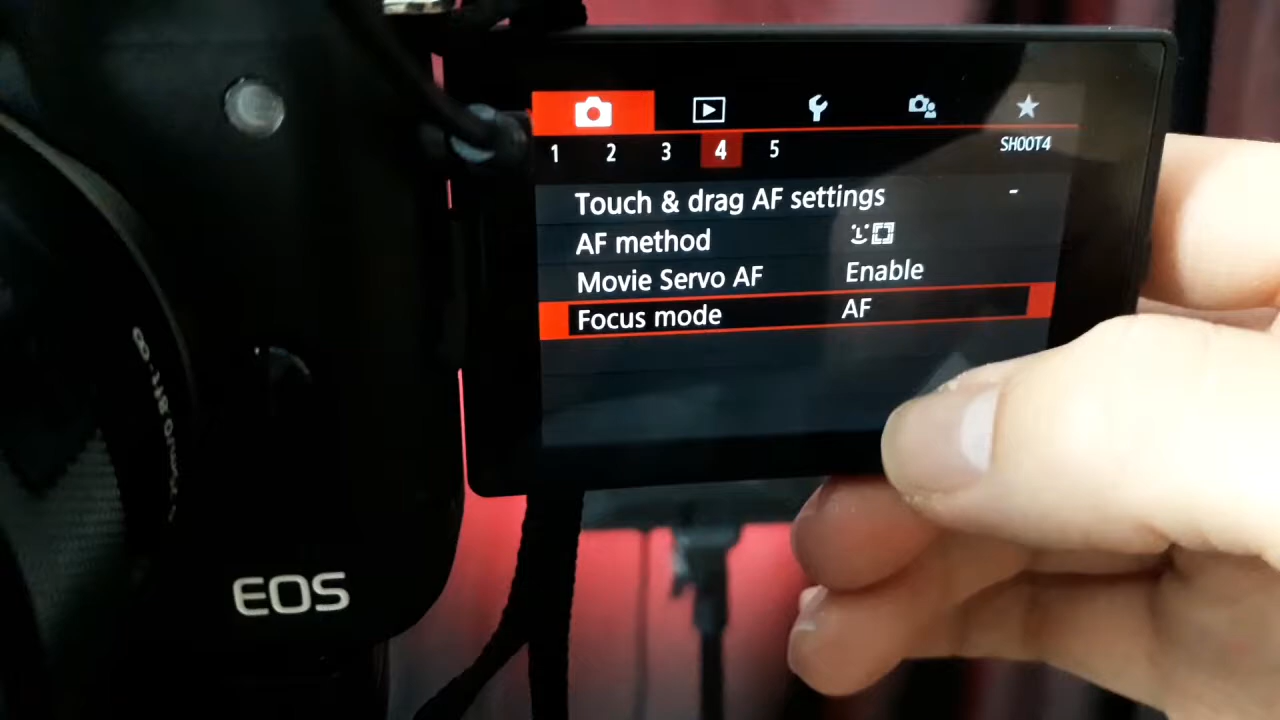 1 2 3 4 5 SHOOT4
Touch & drag AF settings -
AF method
Movie Servo AF Enable
Focus mode AF
EOS